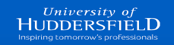 University of
HUDDERSFIELD
Inspiring tomorrow's professionals